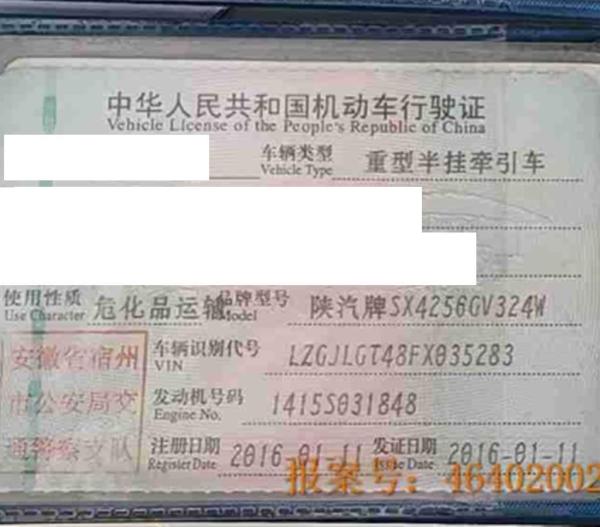 中华人民共和国机动车行驶证
Vehicle License of the People's Republic of China
车辆类型 重型半挂牵引车
Vehicle Type
使用性质 危化品运输 品牌型号 陕汽牌SX4256GV324W
Use Character Model
安徽省宿州
市公安局交
通警察支队
车辆识别代号 LZGJLGT48FX035283
VIN
发动机号码 1415S031848
Engine No.
注册日期 2016-01-11 发证日期 2016-01-11
Register Date Issue Date
报案号：46402002